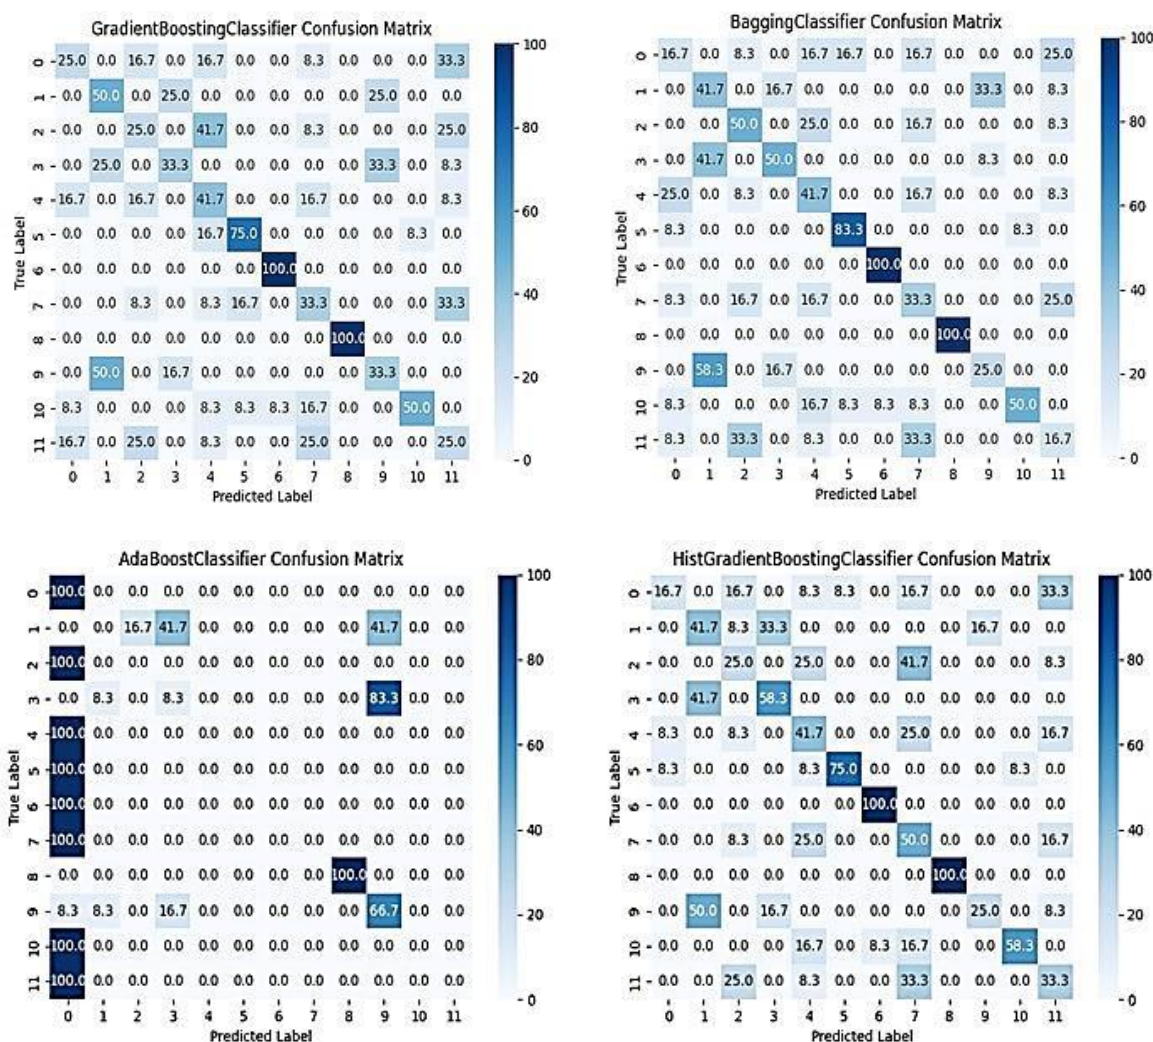 GradientBoostingClassifier Confusion Matrix
0 25.0 0.0 16.7 0.0 16.7 0.0 0.0 8.3 0.0 0.0 0.0 33.3
1 0.0 50.0 0.0 25.0 0.0 0.0 0.0 0.0 0.0 25.0 0.0 0.0
2 0.0 0.0 25.0 0.0 41.7 0.0 0.0 8.3 0.0 0.0 0.0 25.0
3 0.0 25.0 0.0 33.3 0.0 0.0 0.0 0.0 0.0 33.3 0.0 8.3
4 16.7 0.0 16.7 0.0 41.7 0.0 0.0 16.7 0.0 0.0 0.0 8.3
5 0.0 0.0 0.0 0.0 16.7 75.0 0.0 0.0 0.0 0.0 8.3 0.0
6 0.0 0.0 0.0 0.0 0.0 0.0 100.0 0.0 0.0 0.0 0.0 0.0
7 0.0 0.0 8.3 0.0 8.3 16.7 0.0 33.3 0.0 0.0 0.0 33.3
8 0.0 0.0 0.0 0.0 0.0 0.0 0.0 0.0 100.0 0.0 0.0 0.0
9 0.0 50.0 0.0 16.7 0.0 0.0 0.0 0.0 0.0 33.3 0.0 0.0
10 8.3 0.0 0.0 0.0 8.3 8.3 8.3 16.7 0.0 0.0 50.0 0.0
11 16.7 0.0 25.0 0.0 8.3 0.0 0.0 25.0 0.0 0.0 0.0 25.0
0 1 2 3 4 5 6 7 8 9 10 11
Predicted Label
True Label
100
80
60
40
20
0
BaggingClassifier Confusion Matrix
0 16.7 0.0 8.3 0.0 16.7 16.7 0.0 16.7 0.0 0.0 0.0 25.0
1 0.0 41.7 0.0 16.7 0.0 0.0 0.0 0.0 0.0 33.3 0.0 8.3
2 0.0 0.0 50.0 0.0 25.0 0.0 0.0 16.7 0.0 0.0 0.0 8.3
3 0.0 41.7 0.0 50.0 0.0 0.0 0.0 0.0 0.0 8.3 0.0 0.0
4 25.0 0.0 8.3 0.0 41.7 0.0 0.0 16.7 0.0 0.0 0.0 8.3
5 8.3 0.0 0.0 0.0 0.0 83.3 0.0 0.0 0.0 0.0 8.3 0.0
6 0.0 0.0 0.0 0.0 0.0 0.0 100.0 0.0 0.0 0.0 0.0 0.0
7 8.3 0.0 16.7 0.0 16.7 0.0 0.0 33.3 0.0 0.0 0.0 25.0
8 0.0 0.0 0.0 0.0 0.0 0.0 0.0 0.0 100.0 0.0 0.0 0.0
9 0.0 58.3 0.0 16.7 0.0 0.0 0.0 0.0 0.0 25.0 0.0 0.0
10 8.3 0.0 0.0 0.0 16.7 8.3 8.3 8.3 0.0 0.0 50.0 0.0
11 8.3 0.0 33.3 0.0 8.3 0.0 0.0 33.3 0.0 0.0 0.0 16.7
0 1 2 3 4 5 6 7 8 9 10 11
Predicted Label
True Label
100
80
60
40
20
0
AdaBoostClassifier Confusion Matrix
0 100.0 0.0 0.0 0.0 0.0 0.0 0.0 0.0 0.0 0.0 0.0 0.0
1 0.0 0.0 16.7 41.7 0.0 0.0 0.0 0.0 0.0 41.7 0.0 0.0
2 100.0 0.0 0.0 0.0 0.0 0.0 0.0 0.0 0.0 0.0 0.0 0.0
3 0.0 8.3 0.0 8.3 0.0 0.0 0.0 0.0 0.0 83.3 0.0 0.0
4 100.0 0.0 0.0 0.0 0.0 0.0 0.0 0.0 0.0 0.0 0.0 0.0
5 100.0 0.0 0.0 0.0 0.0 0.0 0.0 0.0 0.0 0.0 0.0 0.0
6 100.0 0.0 0.0 0.0 0.0 0.0 0.0 0.0 0.0 0.0 0.0 0.0
7 100.0 0.0 0.0 0.0 0.0 0.0 0.0 0.0 0.0 0.0 0.0 0.0
8 0.0 0.0 0.0 0.0 0.0 0.0 0.0 0.0 100.0 0.0 0.0 0.0
9 8.3 8.3 0.0 16.7 0.0 0.0 0.0 0.0 0.0 66.7 0.0 0.0
10 100.0 0.0 0.0 0.0 0.0 0.0 0.0 0.0 0.0 0.0 0.0 0.0
11 100.0 0.0 0.0 0.0 0.0 0.0 0.0 0.0 0.0 0.0 0.0 0.0
0 1 2 3 4 5 6 7 8 9 10 11
Predicted Label
True Label
100
80
60
40
20
0
HistGradientBoostingClassifier Confusion Matrix
0 16.7 0.0 16.7 0.0 8.3 8.3 0.0 16.7 0.0 0.0 0.0 33.3
1 0.0 41.7 8.3 33.3 0.0 0.0 0.0 0.0 0.0 16.7 0.0 0.0
2 0.0 0.0 25.0 0.0 25.0 0.0 0.0 41.7 0.0 0.0 0.0 8.3
3 0.0 41.7 0.0 58.3 0.0 0.0 0.0 0.0 0.0 0.0 0.0 0.0
4 8.3 0.0 8.3 0.0 41.7 0.0 0.0 25.0 0.0 0.0 0.0 16.7
5 8.3 0.0 0.0 0.0 8.3 75.0 0.0 0.0 0.0 0.0 8.3 0.0
6 0.0 0.0 0.0 0.0 0.0 0.0 100.0 0.0 0.0 0.0 0.0 0.0
7 0.0 0.0 8.3 0.0 25.0 0.0 0.0 50.0 0.0 0.0 0.0 16.7
8 0.0 0.0 0.0 0.0 0.0 0.0 0.0 0.0 100.0 0.0 0.0 0.0
9 0.0 50.0 0.0 16.7 0.0 0.0 0.0 0.0 0.0 25.0 0.0 8.3
10 0.0 0.0 0.0 0.0 16.7 0.0 8.3 16.7 0.0 0.0 58.3 0.0
11 0.0 0.0 25.0 0.0 8.3 0.0 0.0 33.3 0.0 0.0 0.0 33.3
0 1 2 3 4 5 6 7 8 9 10 11
Predicted Label
True Label
100
80
60
40
20
0